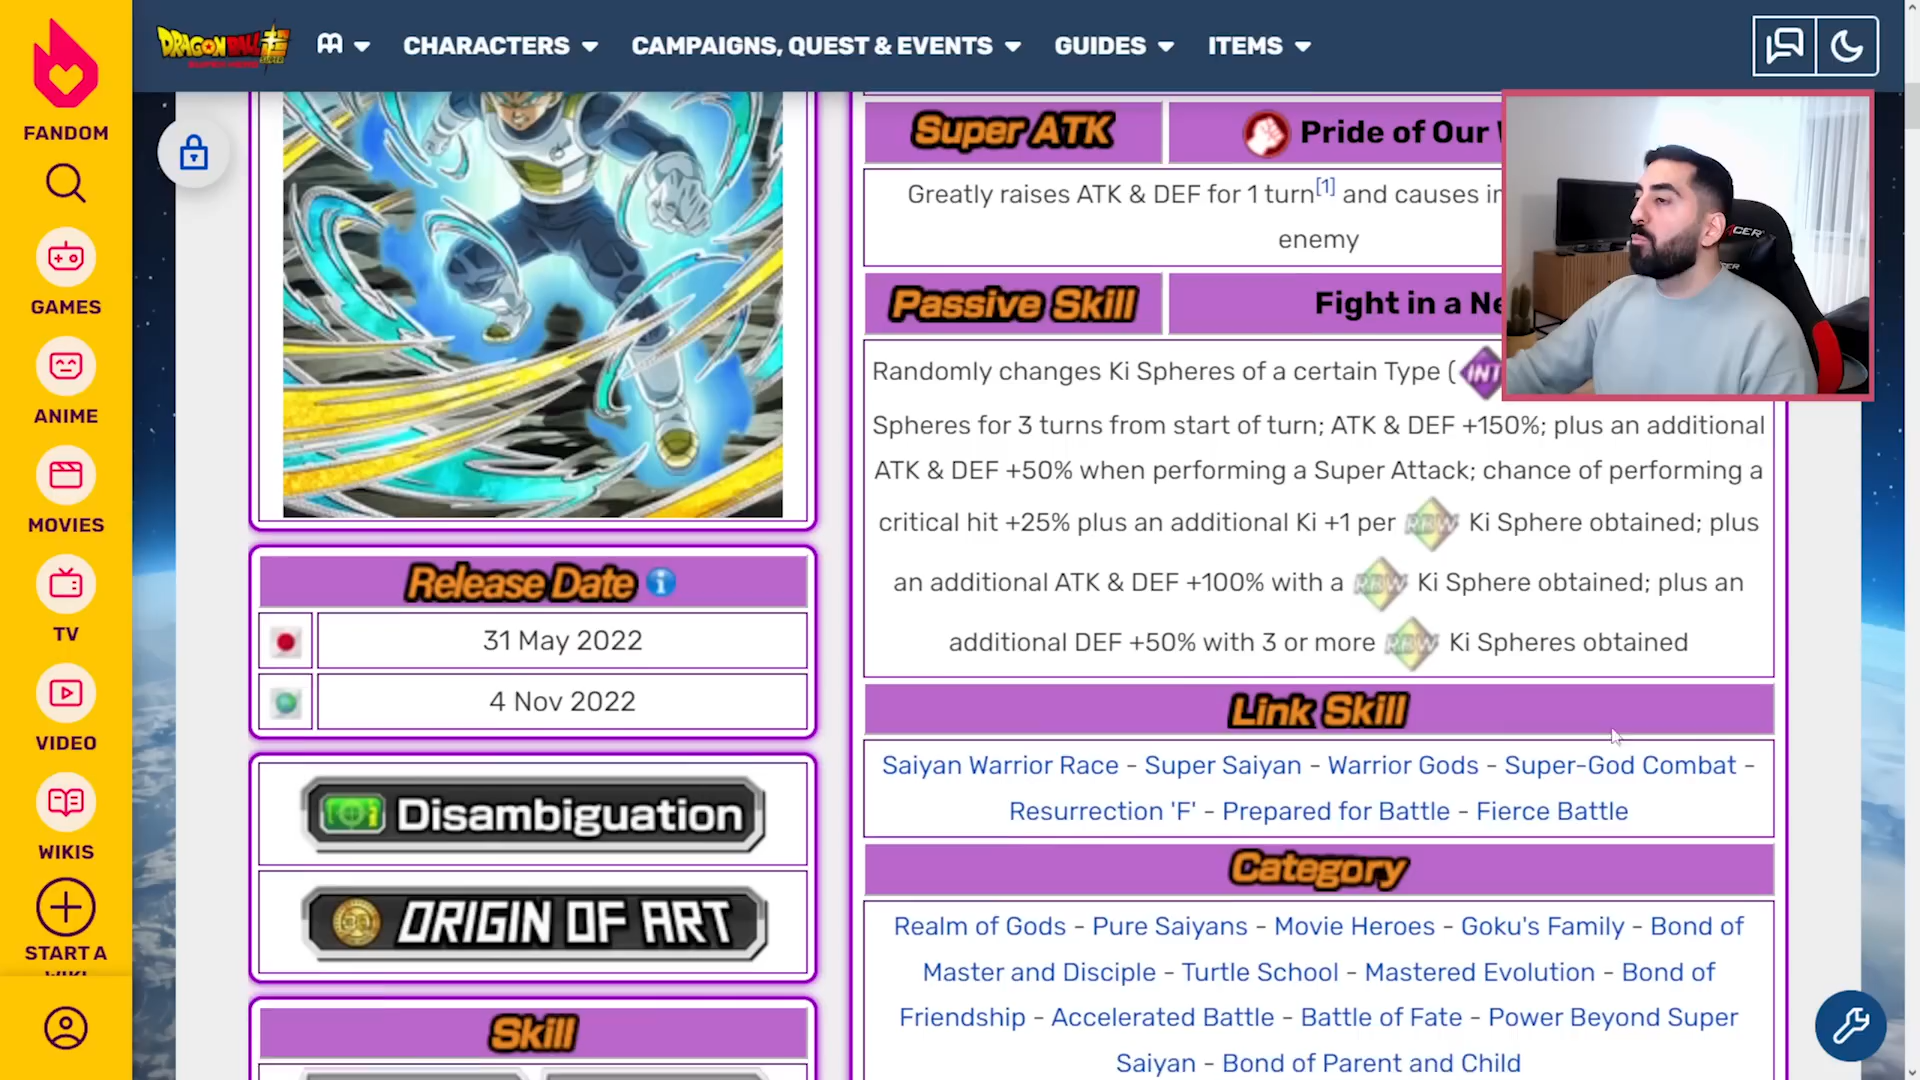 FANDOM
GAMES
ANIME
MOVIES
TV
VIDEO
WIKIS
START A
DRAGON BALL
SUPER HERO
CHARACTERS
CAMPAIGNS, QUEST & EVENTS
GUIDES
ITEMS
Release Date
31 May 2022
4 Nov 2022
Disambiguation
ORIGIN OF ART
Skill
Super ATK
Pride of Our
Greatly raises ATK & DEF for 1 turn[1] and causes
enemy
Passive Skill
Fight in a
Randomly changes Ki Spheres of a certain Type (INT
Spheres for 3 turns from start of turn; ATK & DEF +150%; plus an additional
ATK & DEF +50% when performing a Super Attack; chance of performing a
critical hit +25% plus an additional Ki +1 per RBW Ki Sphere obtained; plus
an additional ATK & DEF +100% with a RBW Ki Sphere obtained; plus an
additional DEF +50% with 3 or more RBW Ki Spheres obtained
Link Skill
Saiyan Warrior Race - Super Saiyan - Warrior Gods - Super-God Combat -
Resurrection 'F' - Prepared for Battle - Fierce Battle
Category
Realm of Gods - Pure Saiyans - Movie Heroes - Goku's Family - Bond of
Master and Disciple - Turtle School - Mastered Evolution - Bond of
Friendship - Accelerated Battle - Battle of Fate - Power Beyond Super
Saiyan - Bond of Parent and Child